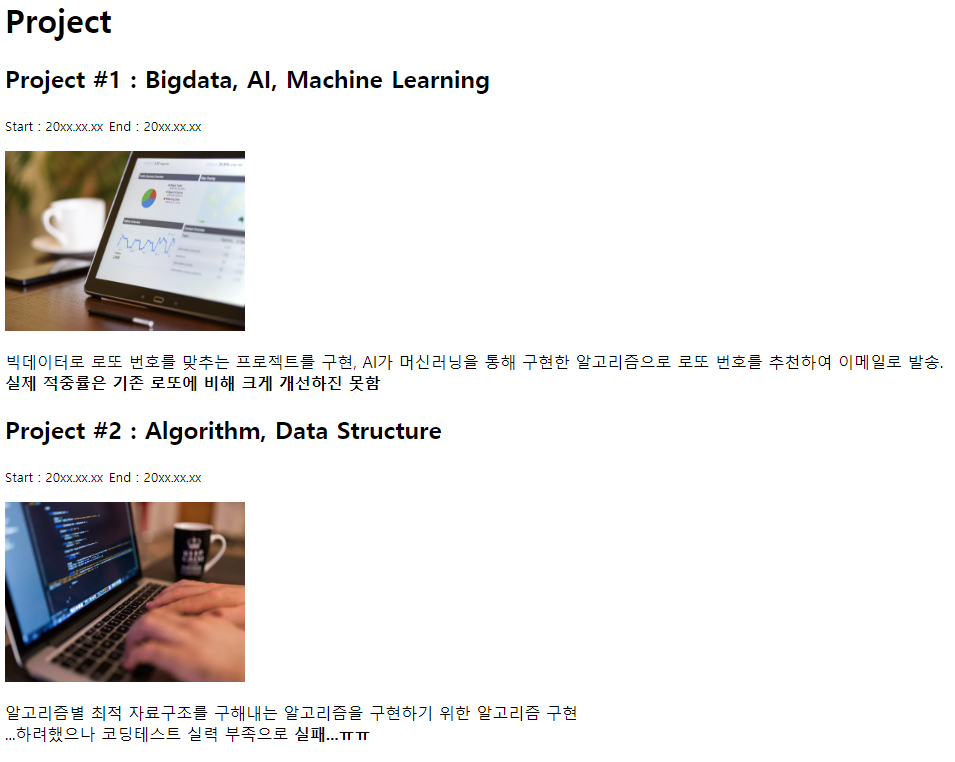 Project
Project #1 : Bigdata, AI, Machine Learning
Start : 20xx.xx.xx End : 20xx.xx.xx
빅데이터로 로또 번호를 맞추는 프로젝트를 구현, AI가 머신러닝을 통해 구현한 알고리즘으로 로또 번호를 추천하여 이메일로 발송.
실제 적중률은 기존 로또에 비해 크게 개선하진 못함
Project #2 : Algorithm, Data Structure
Start : 20xx.xx.xx End : 20xx.xx.xx
KEEP
CALM
알고리즘별 최적 자료구조를 구해내는 알고리즘을 구현하기 위한 알고리즘 구현
...하려했으나 코딩테스트 실력 부족으로 실패...ㅠㅠ